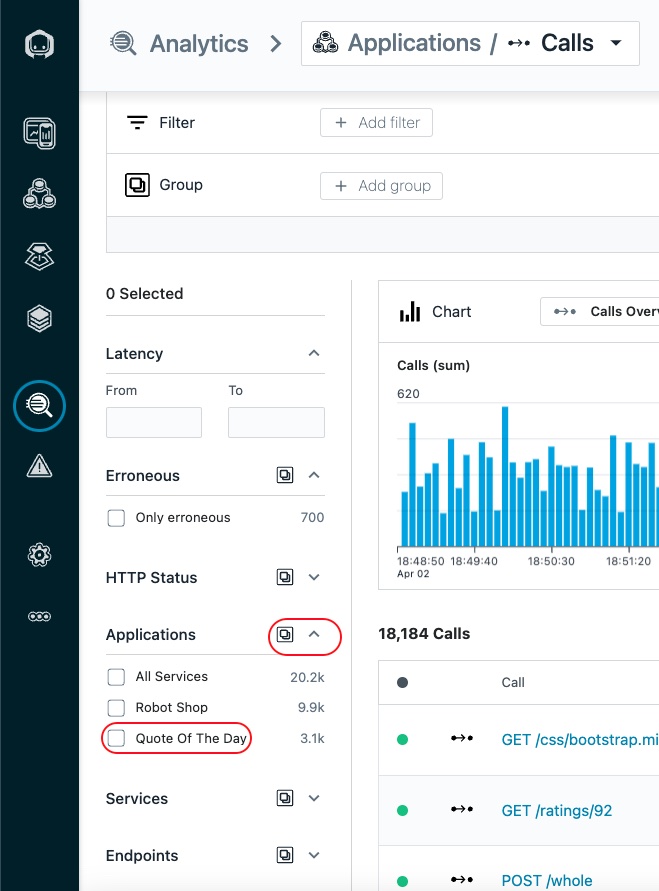 Analytics > Applications / Calls
Filter + Add filter
Group + Add group
0 Selected
Latency
From To
Erroneous
Only erroneous 700
HTTP Status
Applications
All Services 20.2k
Robot Shop 9.9k
Quote Of The Day 3.1k
Services
Endpoints
Chart Calls Over
Calls (sum)
620
18:48:50 18:49:40 18:50:30 18:51:20
Apr 02
18,184 Calls
Call
GET /css/bootstrap.mi
GET /ratings/92
POST /whole